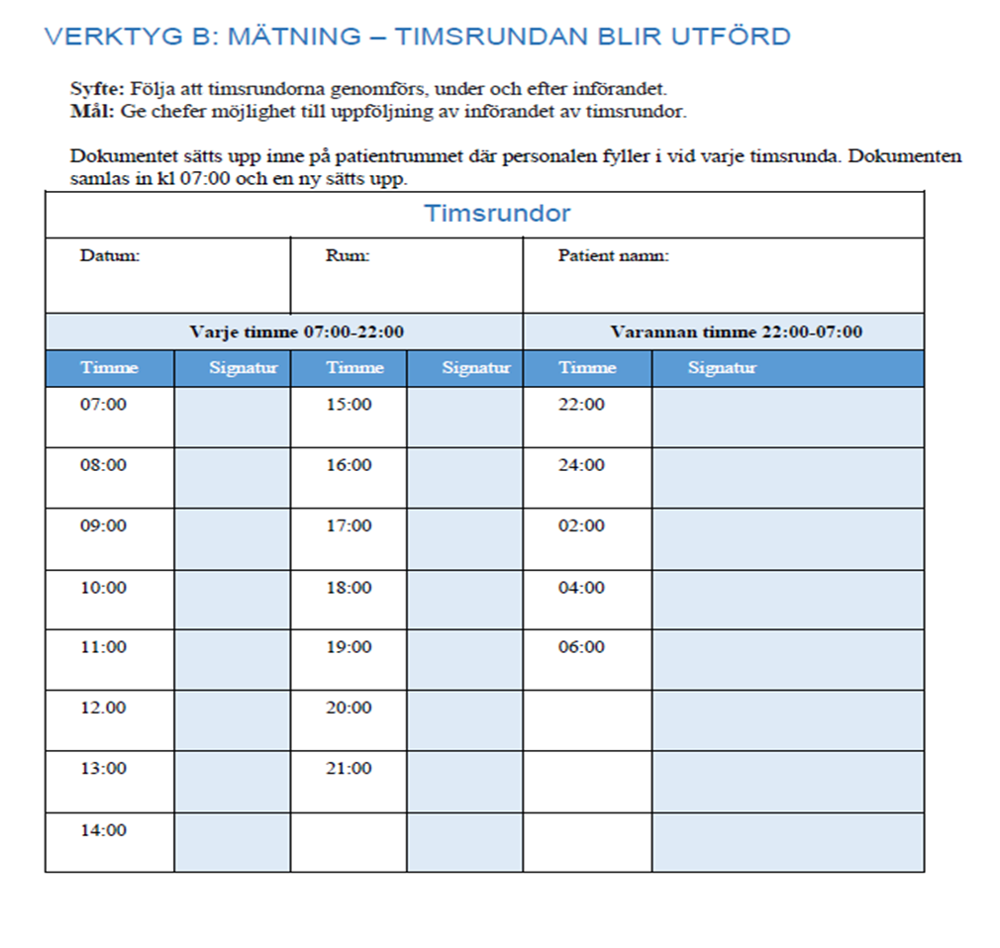 VERKTYG B: MÄTNING – TIMSRUNDAN BLIR UTFÖRD
Syfte: Följa att timsrundorna genomförs, under och efter införandet.
Mål: Ge chefer möjlighet till uppföljning av införandet av timsrundor.
Dokumentet sätts upp inne på patientrummet där personalen fyller i vid varje timsrunda. Dokumenten
samlas in kl 07:00 och en ny sätts upp.
Timsrundor
Datum: Rum: Patient namn:
Varje timme 07:00-22:00 Varannan timme 22:00-07:00
Timme Signatur Timme Signatur Timme Signatur
07:00 15:00 22:00
08:00 16:00 24:00
09:00 17:00 02:00
10:00 18:00 04:00
11:00 19:00 06:00
12.00 20:00
13:00 21:00
14:00